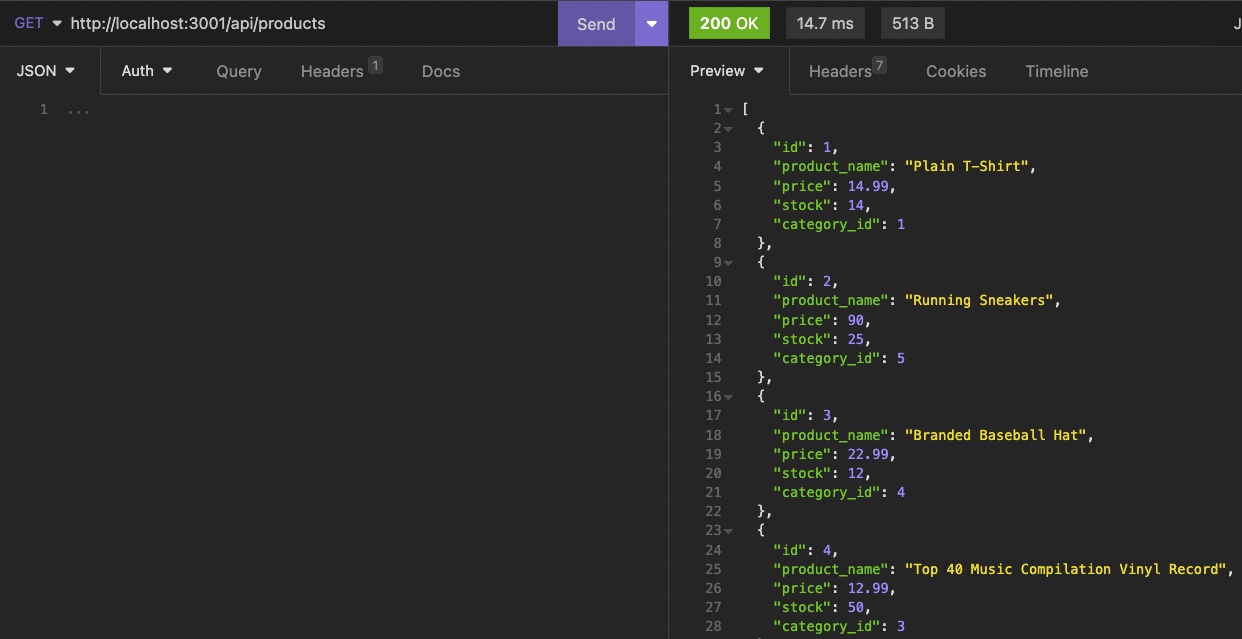 GET http://localhost:3001/api/products Send 200 OK 14.7 ms 513 B
JSON Auth Query Headers 1 Docs Preview Headers 7 Cookies Timeline
1 ...
1 [
2 {
3 "id": 1,
4 "product_name": "Plain T-Shirt",
5 "price": 14.99,
6 "stock": 14,
7 "category_id": 1
8 },
9 {
10 "id": 2,
11 "product_name": "Running Sneakers",
12 "price": 90,
13 "stock": 25,
14 "category_id": 5
15 },
16 {
17 "id": 3,
18 "product_name": "Branded Baseball Hat",
19 "price": 22.99,
20 "stock": 12,
21 "category_id": 4
22 },
23 {
24 "id": 4,
25 "product_name": "Top 40 Music Compilation Vinyl Record",
26 "price": 12.99,
27 "stock": 50,
28 "category_id": 3